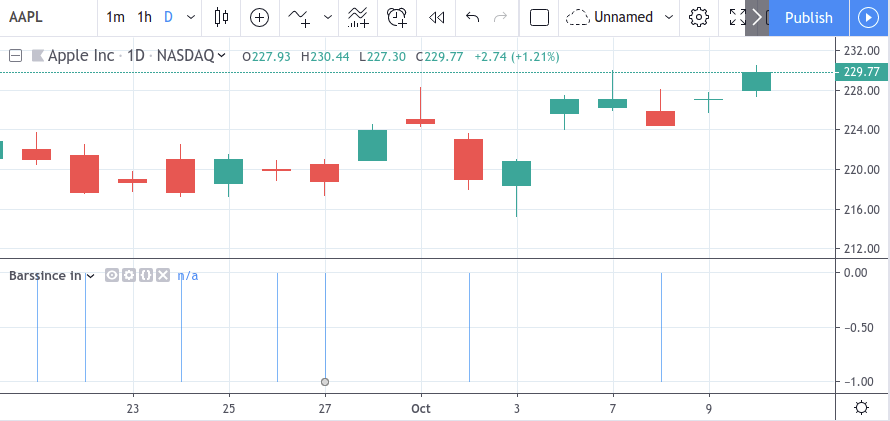 AAPL 1m 1h D Unnamed Publish
Apple Inc · 1D · NASDAQ O227.93 H230.44 L227.30 C229.77 +2.74 (+1.21%)
232.00
229.77
228.00
224.00
220.00
216.00
212.00
Barssince in n/a
0.00
−0.50
−1.00
23 25 27 Oct 3 7 9